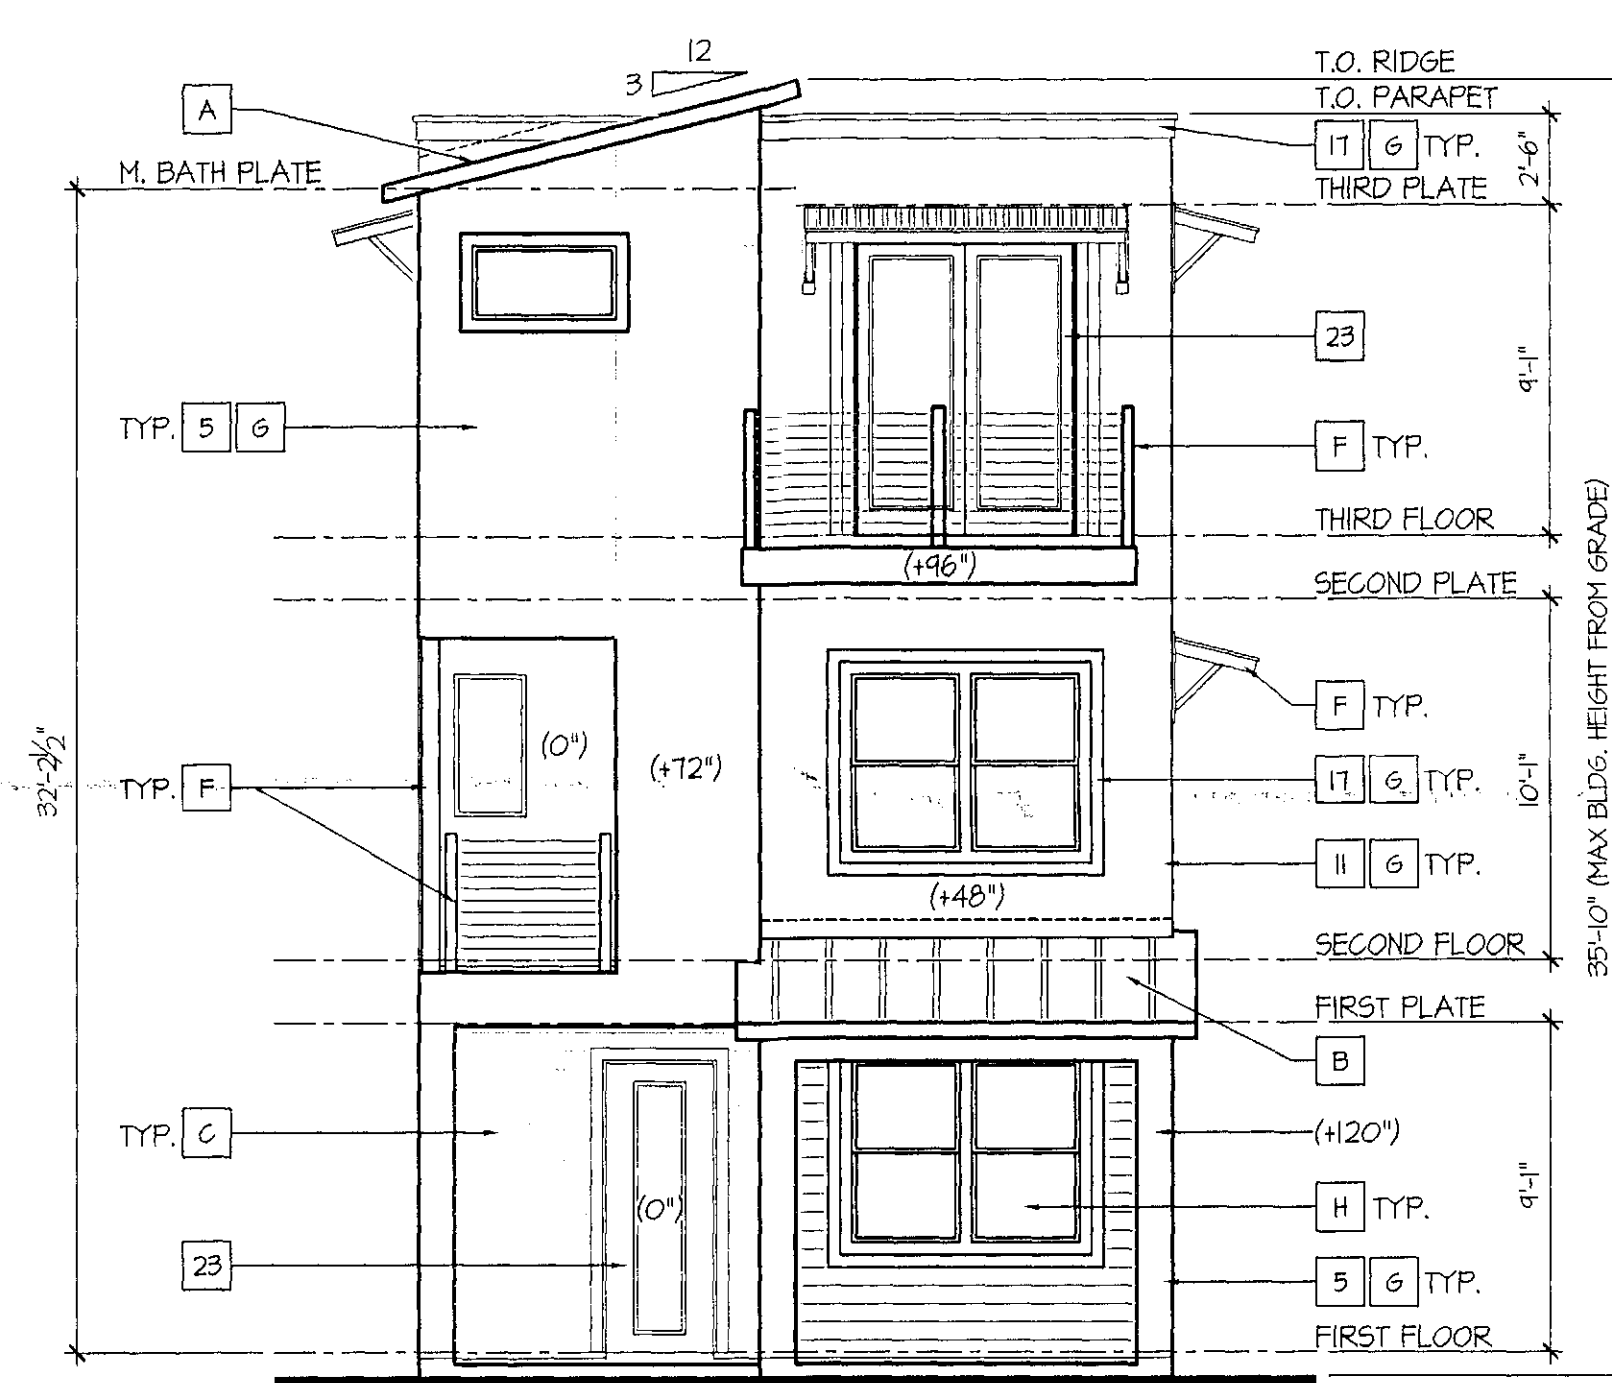 12
3
T.O. RIDGE
T.O. PARAPET
A
17 G TYP.
M. BATH PLATE
THIRD PLATE
2'-6"
23
9'-1"
TYP. 5 G
F TYP.
THIRD FLOOR
(+96")
SECOND PLATE
35'-10" (MAX BLDG. HEIGHT FROM GRADE)
F TYP.
(0")
(+72")
32'-2½"
TYP. F
17 G TYP.
10'-1"
11 G TYP.
(+48")
SECOND FLOOR
FIRST PLATE
B
TYP. C
(+120")
(0")
H TYP.
9'-1"
23
5 G TYP.
FIRST FLOOR